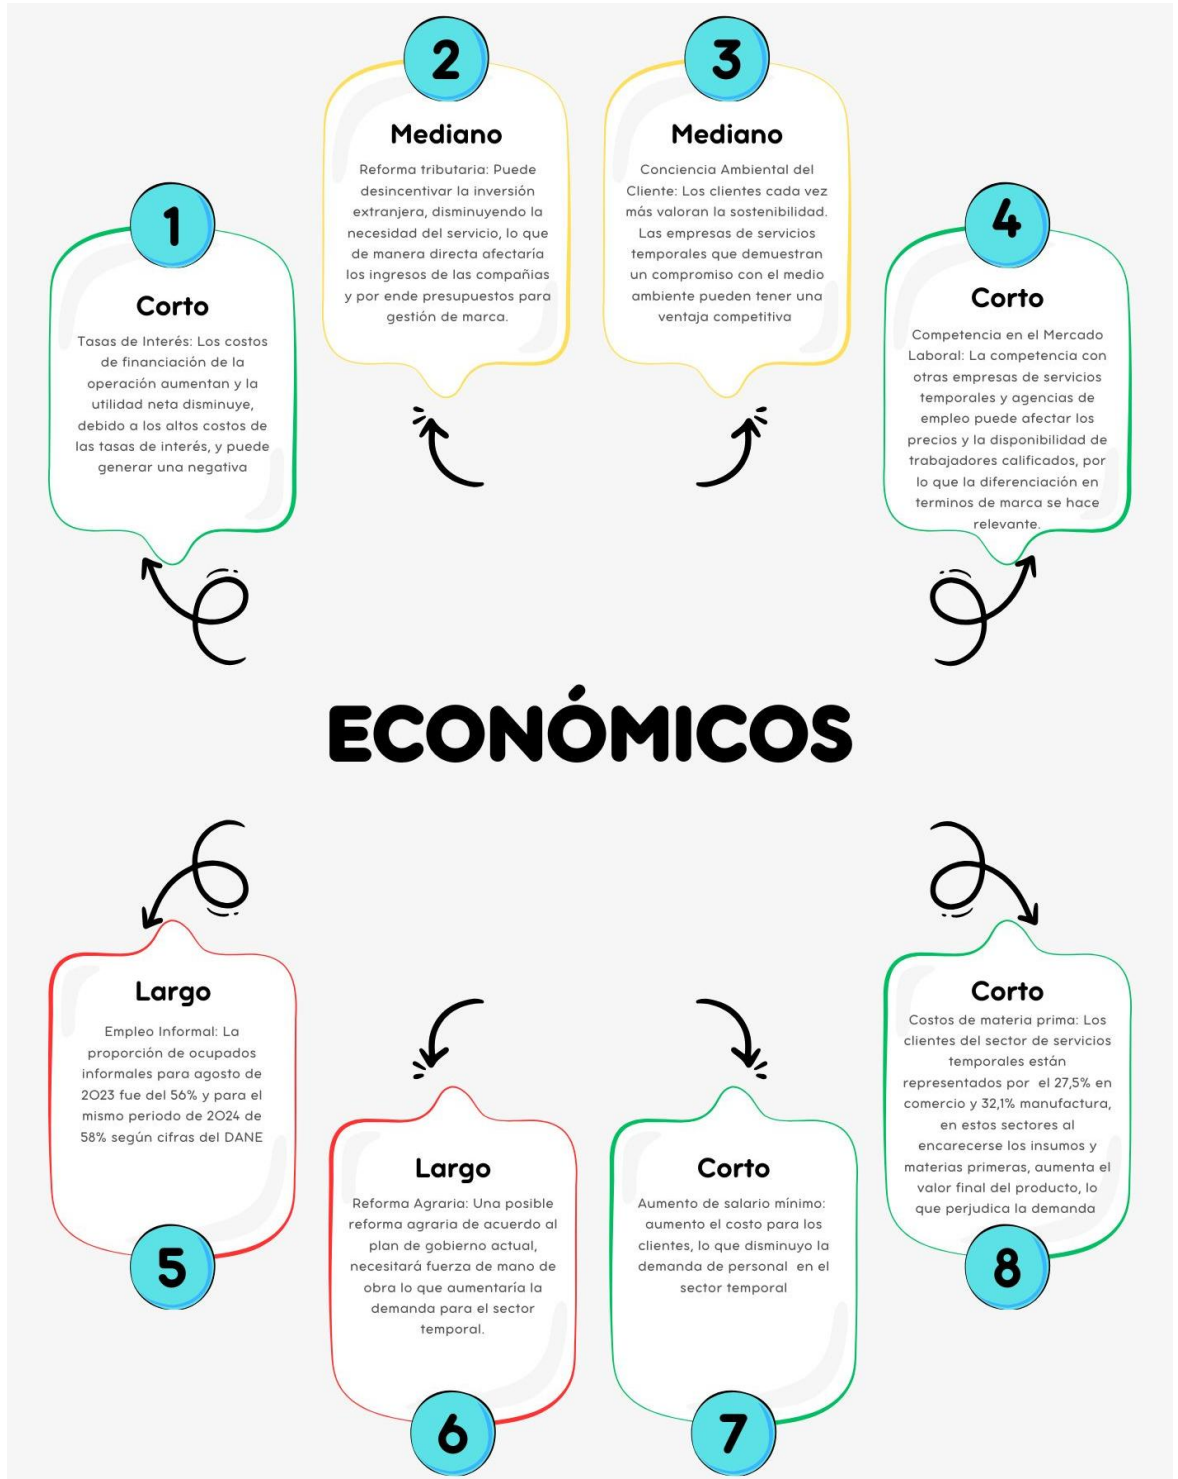 1
Corto
Tasas de Interés: Los costos
de financiación de la
operación aumentan y la
utilidad neta disminuye,
debido a los altos costos de
las tasas de interés, y puede
generar una negativa
2
Mediano
Reforma tributaria: Puede
desincentivar la inversión
extranjera, disminuyendo la
necesidad del servicio, lo que
de manera directa afectaría
los ingresos de las compañias
y por ende presupuestos para
gestión de marca.
3
Mediano
Conciencia Ambiental del
Cliente: Los clientes cada vez
más valoran la sostenibilidad.
Las empresas de servicios
temporales que demuestran
un compromiso con el medio
ambiente pueden tener una
ventaja competitiva
4
Corto
Competencia en el Mercado
Laboral: La competencia con
otras empresas de servicios
temporales y agencias de
empleo puede afectar los
precios y la disponibilidad de
trabajadores calificados, por
lo que la diferenciación en
terminos de marca se hace
relevante.
ECONÓMICOS
Largo
Empleo Informal: La
proporción de ocupados
informales para agosto de
2023 fue del 56% y para el
mismo periodo de 2024 de
58% según cifras del DANE
5
Largo
Reforma Agraria: Una posible
reforma agraria de acuerdo al
plan de gobierno actual,
necesitará fuerza de mano de
obra lo que aumentaría la
demanda para el sector
temporal.
6
Corto
Aumento de salario mínimo:
aumento el costo para los
clientes, lo que disminuyo la
demanda de personal en el
sector temporal
7
Corto
Costos de materia prima: Los
clientes del sector de servicios
temporales están
representados por el 27,5% en
comercio y 32,1% manufactura,
en estos sectores al
encarecerse los insumos y
materias primeras, aumenta el
valor final del producto, lo
que perjudica la demanda
8